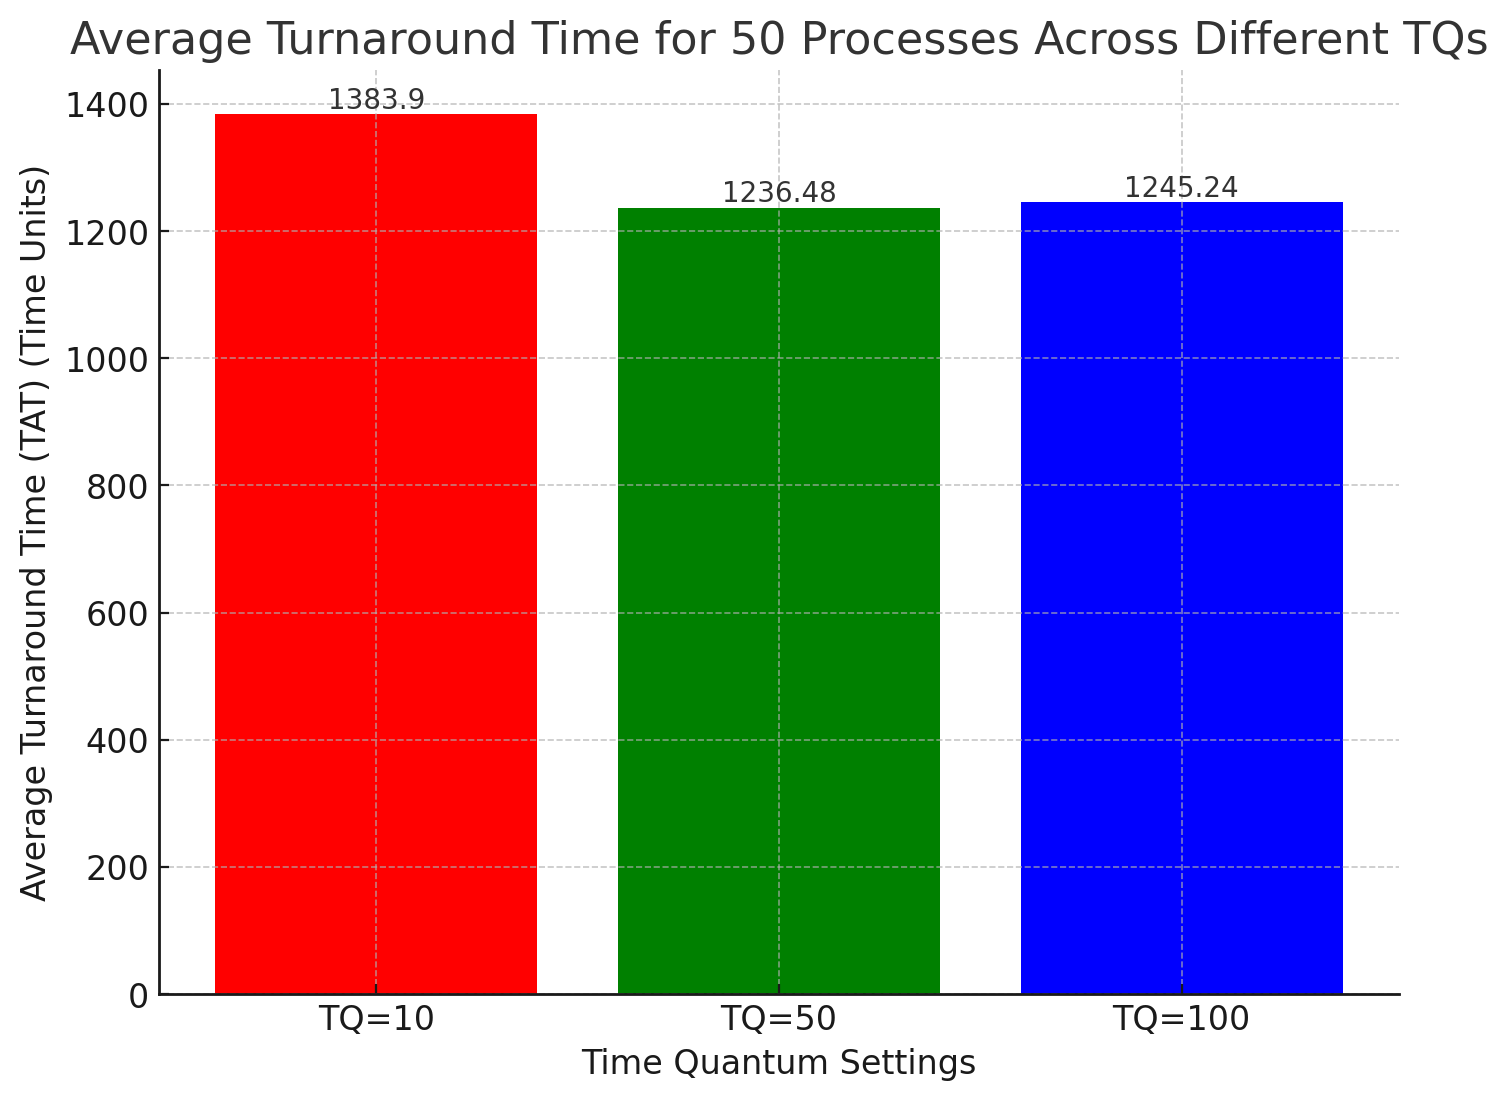 Average Turnaround Time for 50 Processes Across Different TQs
Average Turnaround Time (TAT) (Time Units)
1400
1200
1000
800
600
400
200
0
1383.9
1236.48
1245.24
TQ=10
TQ=50
TQ=100
Time Quantum Settings